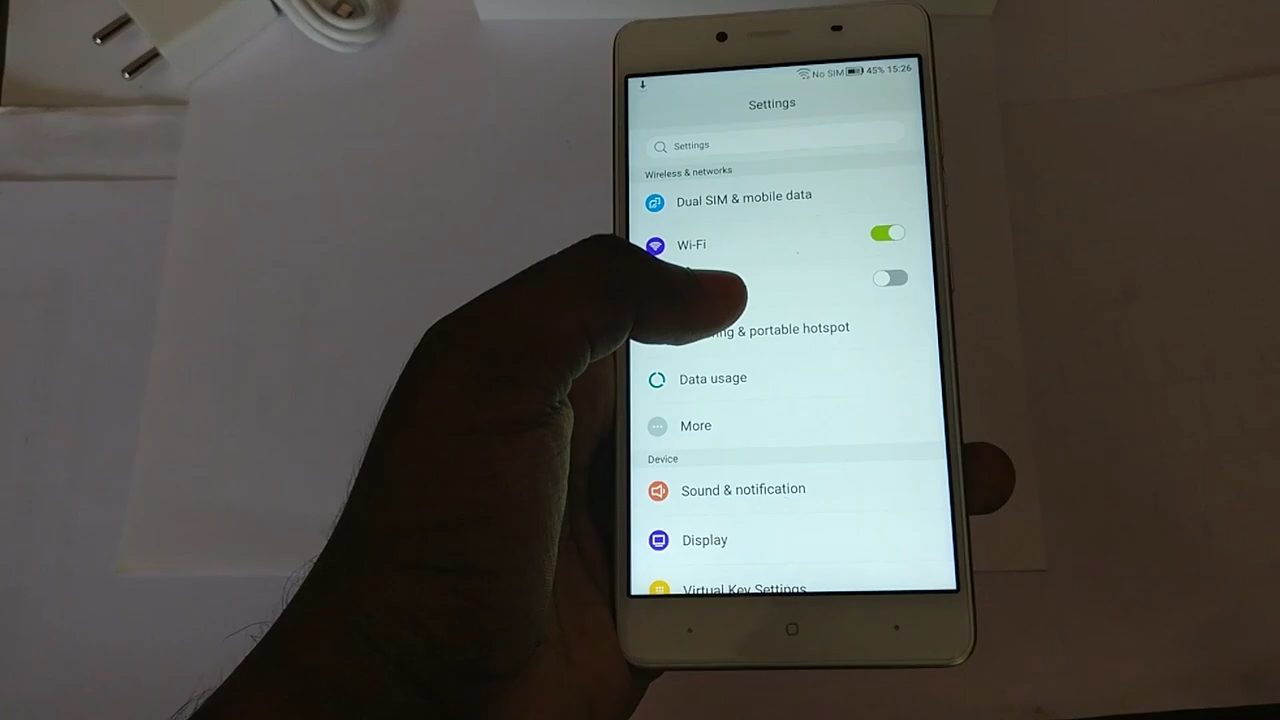 No SIM 45% 15:26
Settings
Settings
Wireless & networks
Dual SIM & mobile data
Wi-Fi
& portable hotspot
Data usage
More
Device
Sound & notification
Display
Virtual Key Settings